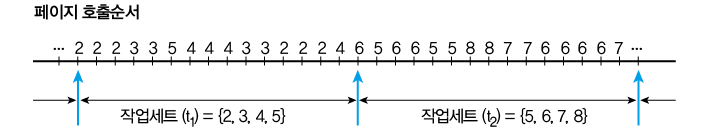 페이지 호출순서
··· 2 2 2 3 3 5 4 4 4 3 3 2 2 2 4 6 5 6 6 5 5 8 8 7 7 6 6 6 6 7 ···
작업세트 (t₁) = {2, 3, 4, 5} 작업세트 (t₂) = {5, 6, 7, 8}